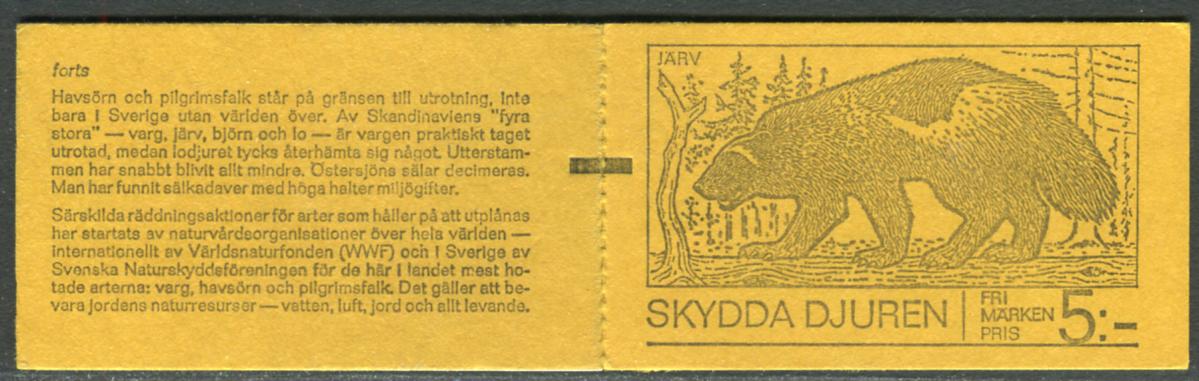 forts
Havsörn och pilgrimsfalk står på gränsen till utrotning, inte
bara i Sverige utan världen över. Av Skandinaviens "fyra
stora" — varg, järv, björn och lo — är vargen praktiskt taget
utrotad, medan lodjuret tycks återhämta sig något. Utterstam-
men har snabbt blivit allt mindre. Östersjöns sälar decimeras.
Man har funnit sälkadaver med höga halter miljögifter.
Särskilda räddningsaktioner för arter som håller på att utplånas
har startats av naturvårdsorganisationer över hela världen —
internationellt av Världsnaturfonden (WWF) och i Sverige av
Svenska Naturskyddsföreningen för de här i landet mest ho-
tade arterna: varg, havsörn och pilgrimsfalk. Det gäller att be-
vara jordens naturresurser — vatten, luft, jord och allt levande.
JÄRV
SKYDDA DJUREN
FRI
MÄRKEN
PRIS
5:-